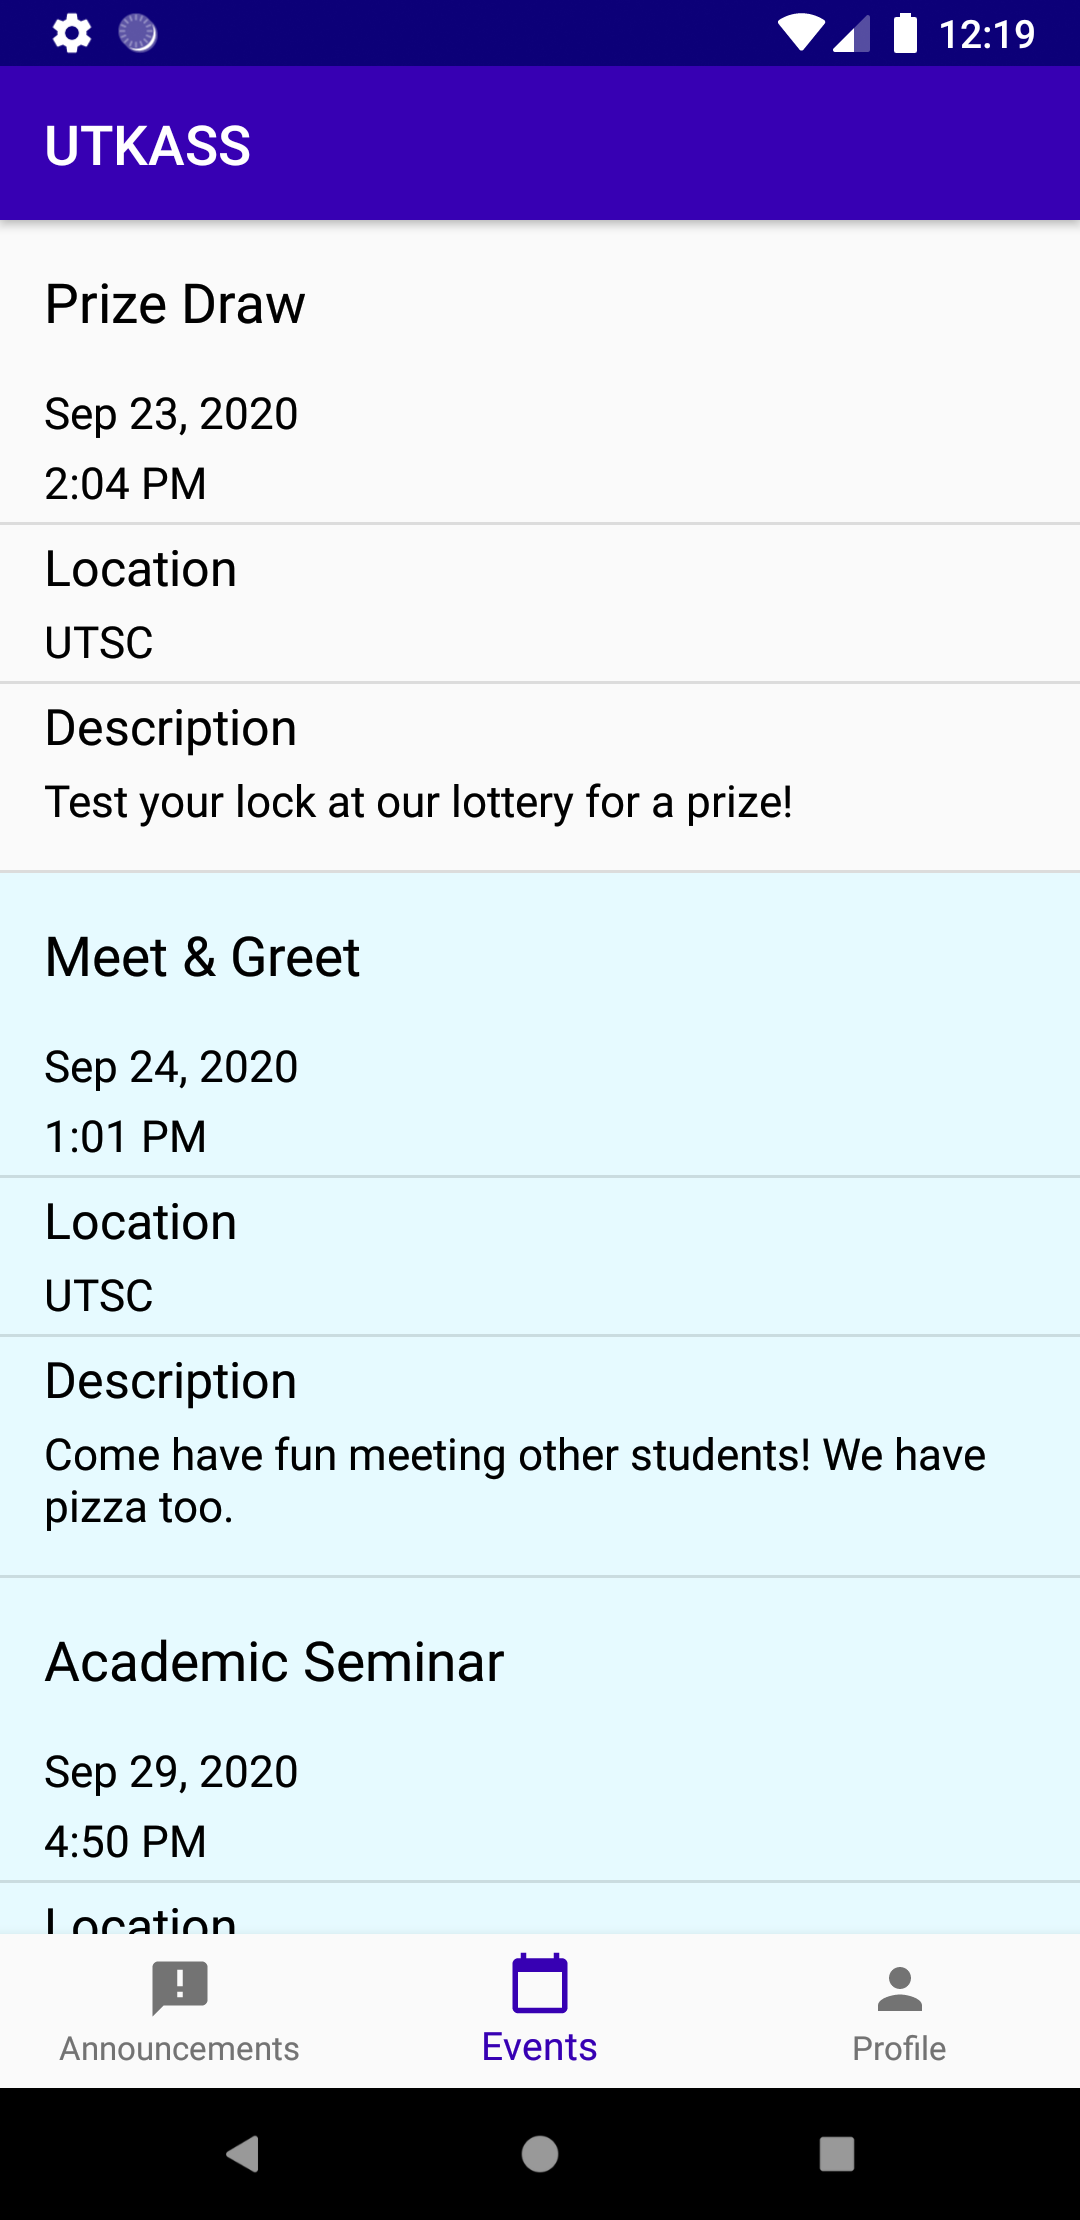 12:19
UTKASS
Prize Draw
Sep 23, 2020
2:04 PM
Location
UTSC
Description
Test your lock at our lottery for a prize!
Meet & Greet
Sep 24, 2020
1:01 PM
Location
UTSC
Description
Come have fun meeting other students! We have
pizza too.
Academic Seminar
Sep 29, 2020
4:50 PM
Location
Announcements
Events
Profile